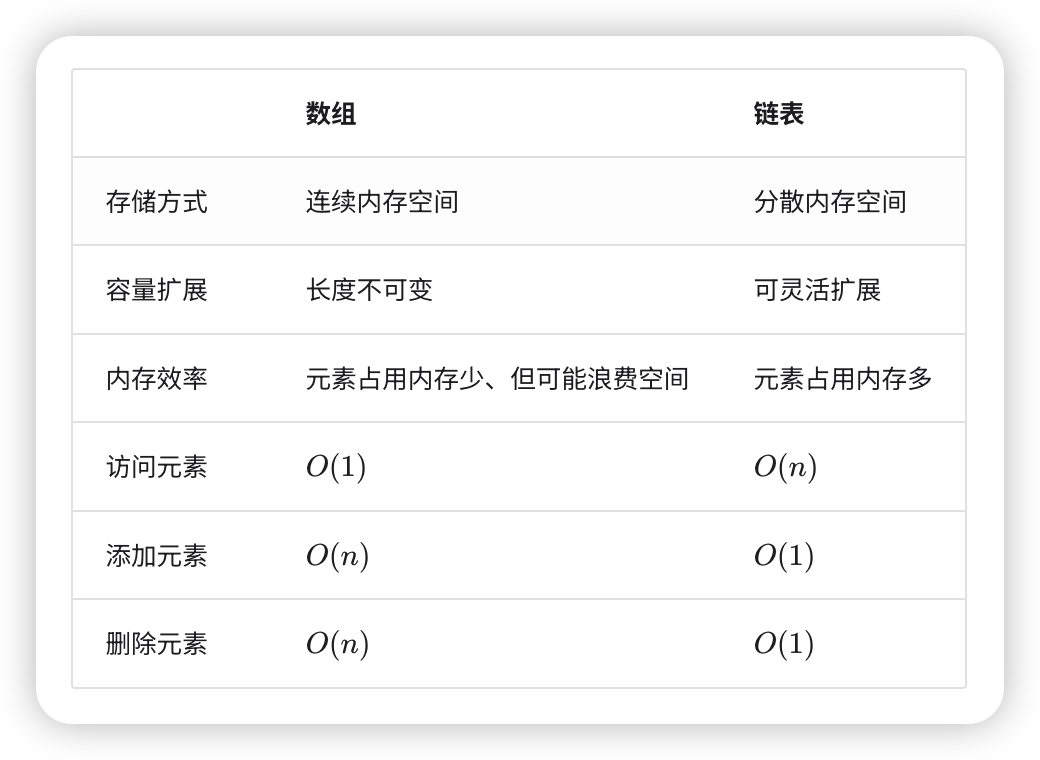 数组 链表
存储方式 连续内存空间 分散内存空间
容量扩展 长度不可变 可灵活扩展
内存效率 元素占用内存少、但可能浪费空间 元素占用内存多
访问元素 O(1) O(n)
添加元素 O(n) O(1)
删除元素 O(n) O(1)